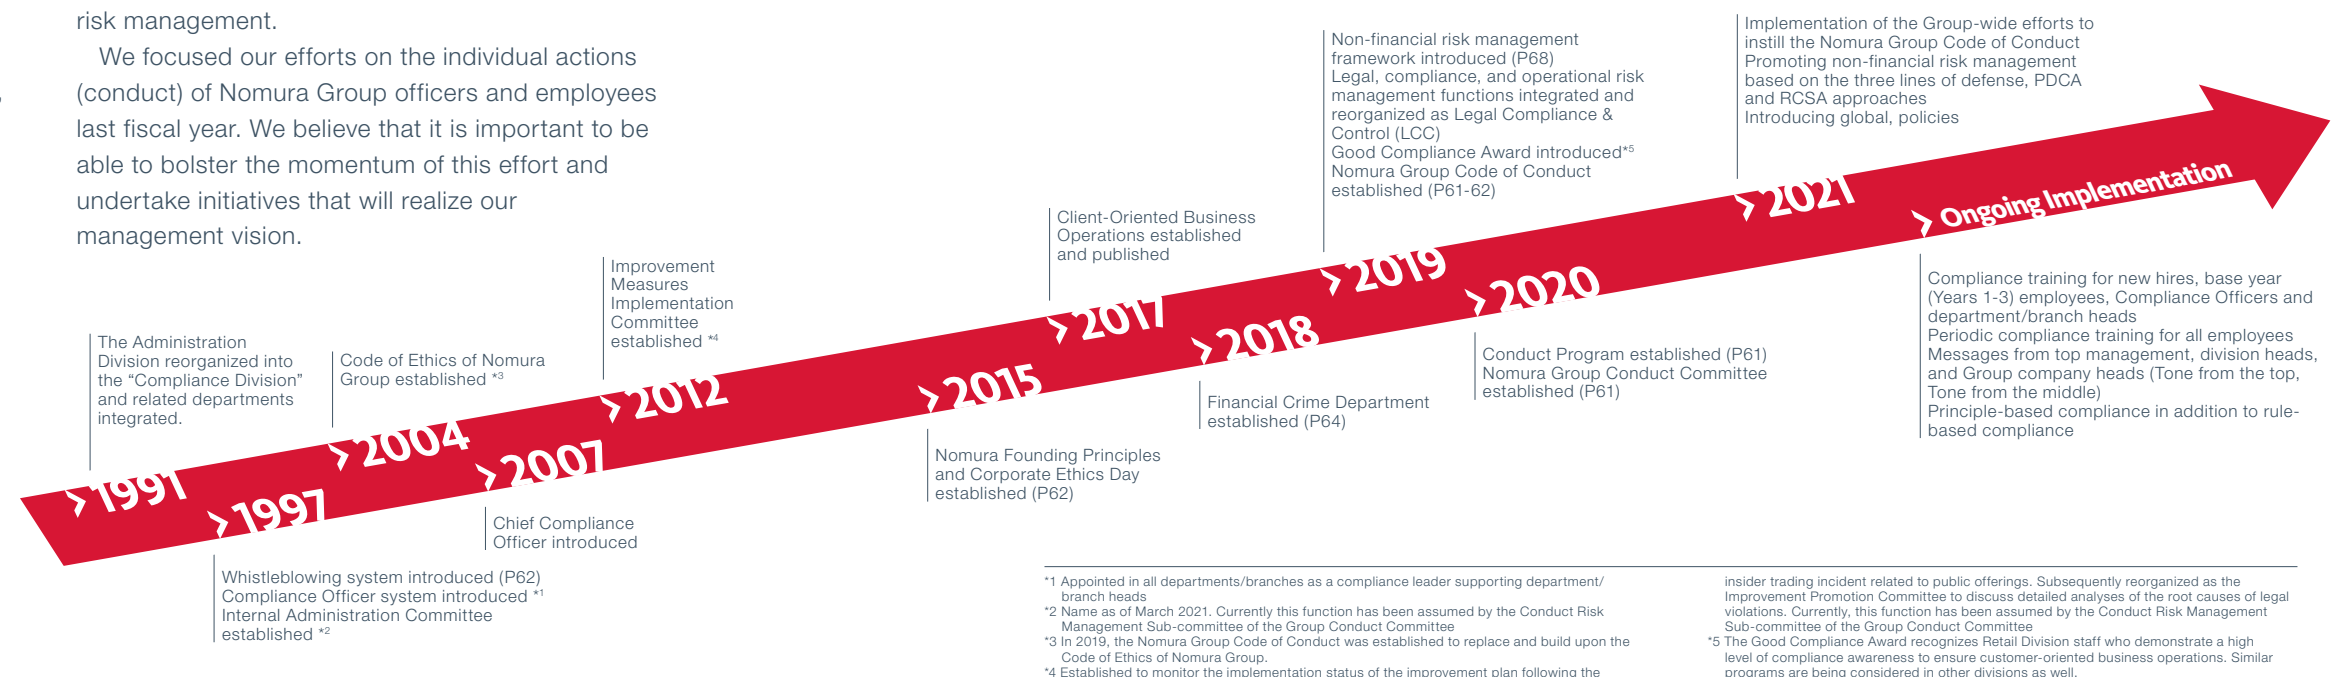 risk management.
We focused our efforts on the individual actions
(conduct) of Nomura Group officers and employees
last fiscal year. We believe that it is important to be
able to bolster the momentum of this effort and
undertake initiatives that will realize our
management vision.
The Administration
Division reorganized into
the “Compliance Division”
and related departments
integrated.
1991
1997
Whistleblowing system introduced (P62)
Compliance Officer system introduced *1
Internal Administration Committee
established *2
Code of Ethics of Nomura
Group established *3
2004
2007
Chief Compliance
Officer introduced
Improvement
Measures
Implementation
Committee
established *4
2012
2015
Nomura Founding Principles
and Corporate Ethics Day
established (P62)
Client-Oriented Business
Operations established
and published
2017
2018
Financial Crime Department
established (P64)
Non-financial risk management
framework introduced (P68)
Legal, compliance, and operational risk
management functions integrated and
reorganized as Legal Compliance &
Control (LCC)
Good Compliance Award introduced*5
Nomura Group Code of Conduct
established (P61-62)
2019
2020
Conduct Program established (P61)
Nomura Group Conduct Committee
established (P61)
Implementation of the Group-wide efforts to
instill the Nomura Group Code of Conduct
Promoting non-financial risk management
based on the three lines of defense, PDCA
and RCSA approaches
Introducing global, policies
2021
Ongoing Implementation
Compliance training for new hires, base year
(Years 1-3) employees, Compliance Officers and
department/branch heads
Periodic compliance training for all employees
Messages from top management, division heads,
and Group company heads (Tone from the top,
Tone from the middle)
Principle-based compliance in addition to rule-
based compliance
*1 Appointed in all departments/branches as a compliance leader supporting department/
branch heads
*2 Name as of March 2021. Currently this function has been assumed by the Conduct Risk
Management Sub-committee of the Group Conduct Committee
*3 In 2019, the Nomura Group Code of Conduct was established to replace and build upon the
Code of Ethics of Nomura Group.
*4 Established to monitor the implementation status of the improvement plan following the
insider trading incident related to public offerings. Subsequently reorganized as the
Improvement Promotion Committee to discuss detailed analyses of the root causes of legal
violations. Currently, this function has been assumed by the Conduct Risk Management
Sub-committee of the Group Conduct Committee
*5 The Good Compliance Award recognizes Retail Division staff who demonstrate a high
level of compliance awareness to ensure customer-oriented business operations. Similar
programs are being considered in other divisions as well.